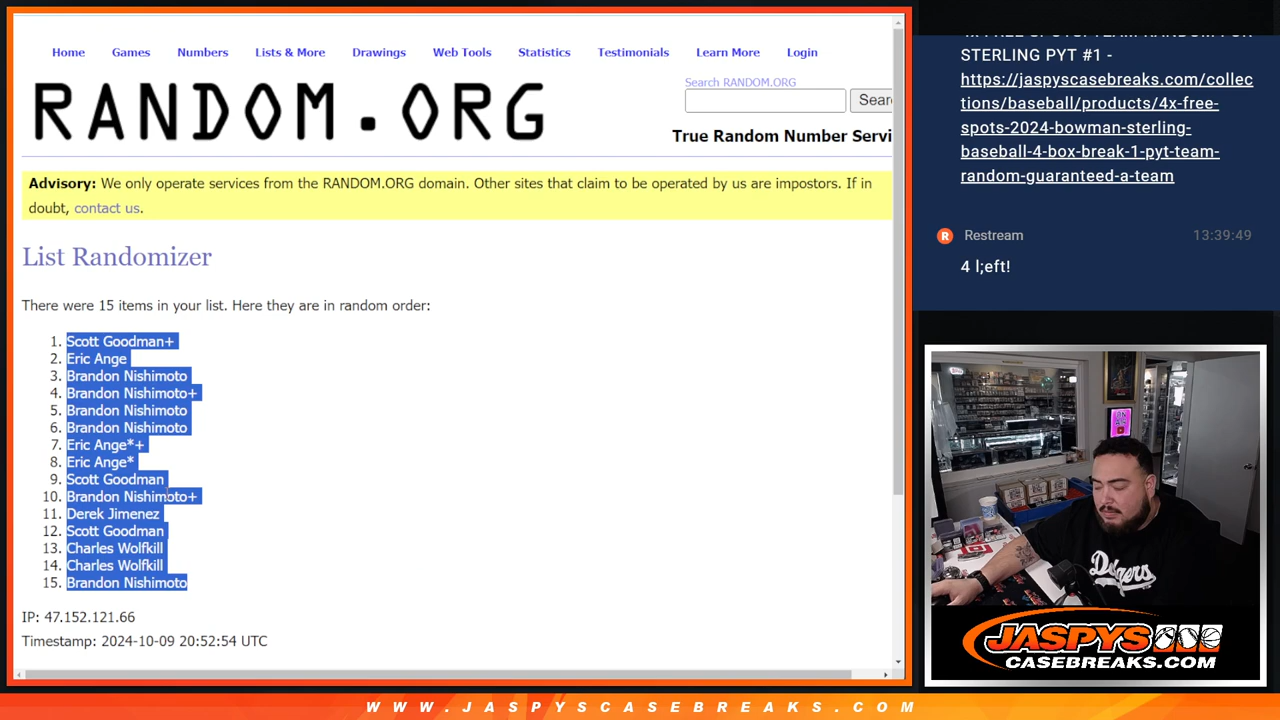 Home Games Numbers Lists & More Drawings Web Tools Statistics Testimonials Learn More Login
RANDOM.ORG
Search RANDOM.ORG
Sear
True Random Number Servi
Advisory: We only operate services from the RANDOM.ORG domain. Other sites that claim to be operated by us are impostors. If in
doubt, contact us.
List Randomizer
There were 15 items in your list. Here they are in random order:
1. Scott Goodman+
2. Eric Ange
3. Brandon Nishimoto
4. Brandon Nishimoto+
5. Brandon Nishimoto
6. Brandon Nishimoto
7. Eric Ange*+
8. Eric Ange*
9. Scott Goodman
10. Brandon Nishimoto+
11. Derek Jimenez
12. Scott Goodman
13. Charles Wolfkill
14. Charles Wolfkill
15. Brandon Nishimoto
IP: 47.152.121.66
Timestamp: 2024-10-09 20:52:54 UTC
STERLING PYT #1 -
https://jaspyscasebreaks.com/collec
tions/baseball/products/4x-free-
spots-2024-bowman-sterling-
baseball-4-box-break-1-pyt-team-
random-guaranteed-a-team
Restream 13:39:49
4 l;eft!
Dodgers
JASPYS
CASEBREAKS.COM
WWW.JASPYSCASEBREAKS.COM